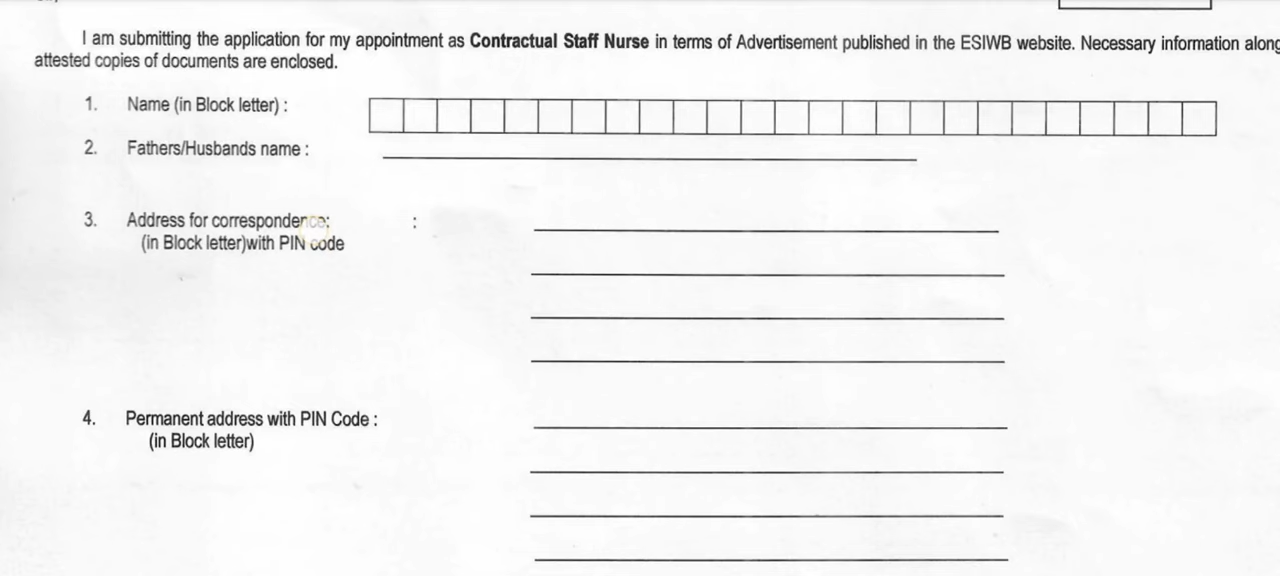 I am submitting the application for my appointment as Contractual Staff Nurse in terms of Advertisement published in the ESIWB website. Necessary information along
attested copies of documents are enclosed.
1. Name (in Block letter) :
2. Fathers/Husbands name :
3. Address for correspondence: :
(in Block letter)with PIN code
4. Permanent address with PIN Code :
(in Block letter)